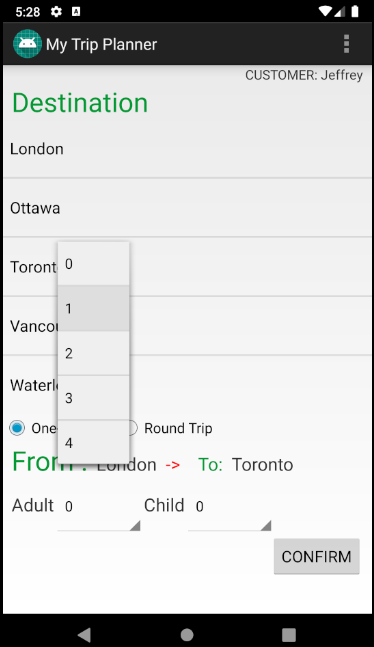 5:28
My Trip Planner
CUSTOMER: Jeffrey
Destination
London
Ottawa
Toront
0
1
Vancou
2
3
Waterl
One
Round Trip
4
From : London -> To: Toronto
Adult 0 Child 0
CONFIRM